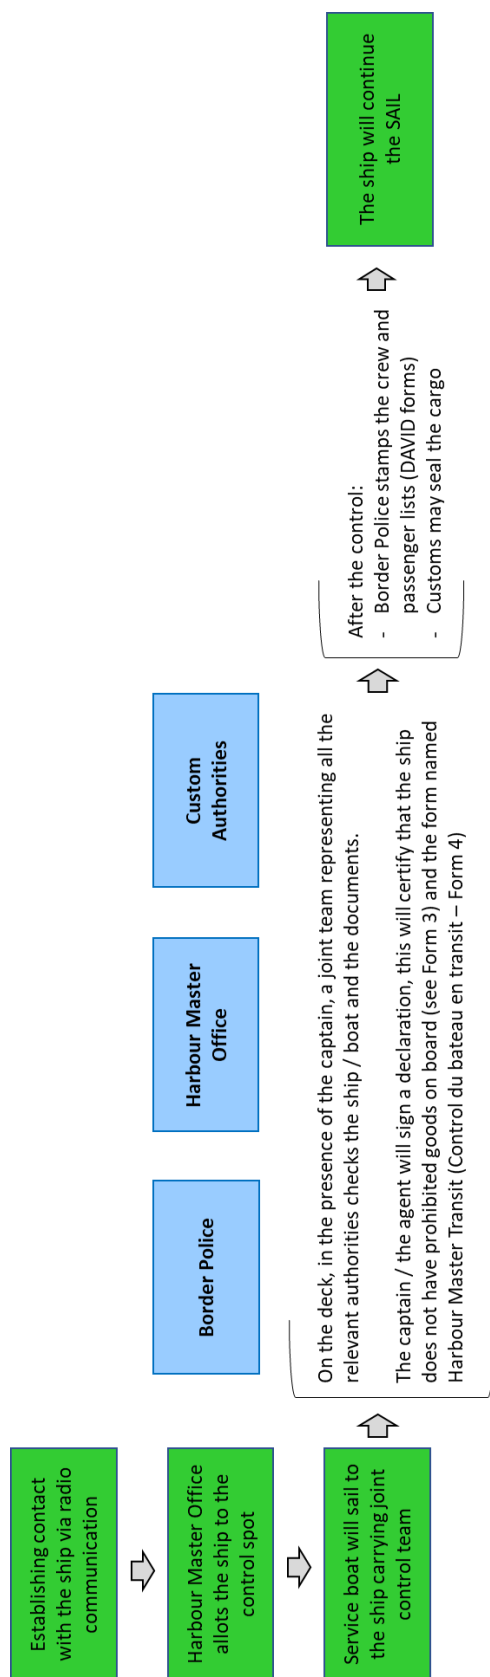 Establishing contact
with the ship via radio
communication
Harbour Master Office
allots the ship to the
control spot
Service boat will sail to
the ship carrying joint
control team
Border Police
Harbour Master
Office
Custom
Authorities
On the deck, in the presence of the captain, a joint team representing all the
relevant authorities checks the ship / boat and the documents.
The captain / the agent will sign a declaration, this will certify that the ship
does not have prohibited goods on board (see Form 3) and the form named
Harbour Master Transit (Control du bateau en transit – Form 4)
After the control:
- Border Police stamps the crew and
passenger lists (DAVID forms)
- Customs may seal the cargo
The ship will continue
the SAIL